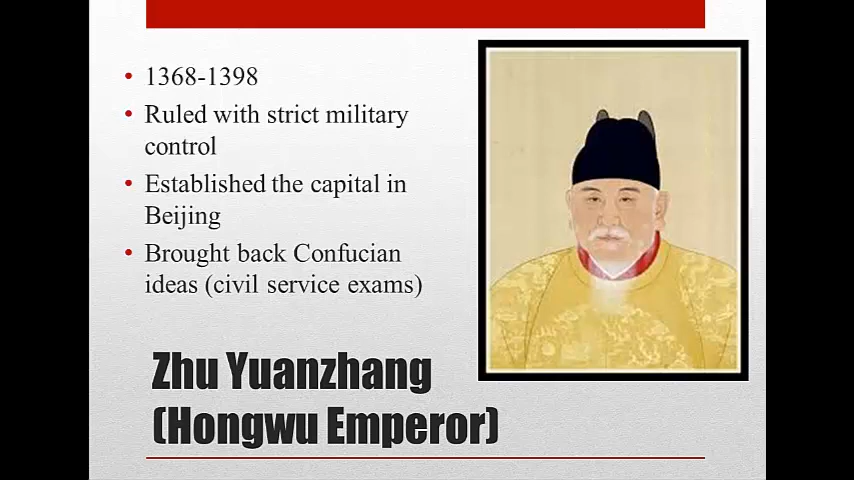 • 1368-1398
• Ruled with strict military
control
• Established the capital in
Beijing
• Brought back Confucian
ideas (civil service exams)
Zhu Yuanzhang
(Hongwu Emperor)